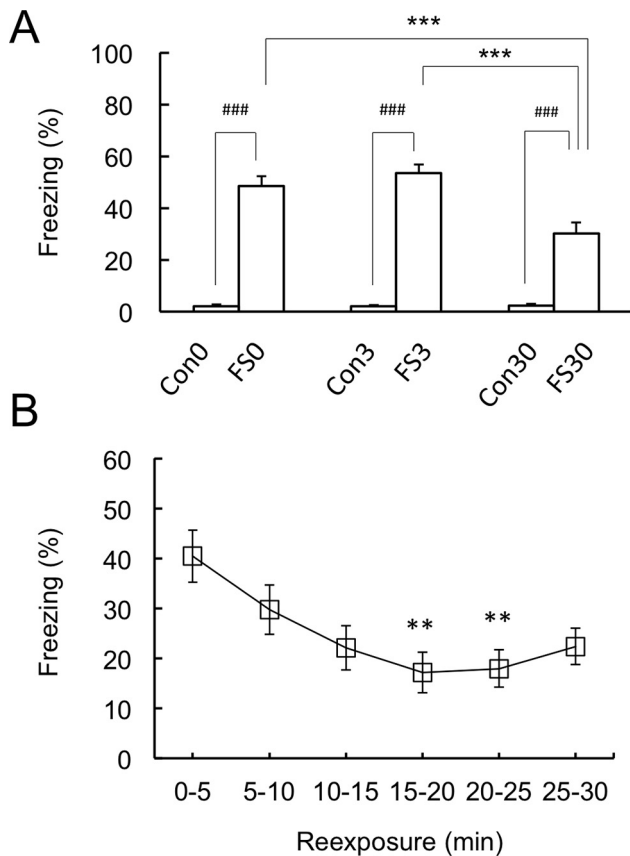 A
***
***
100
80
60
40
20
0
Freezing (%)
###
###
###
Con0
FS0
Con3
FS3
Con30
FS30
B
60
50
40
30
20
10
0
Freezing (%)
**
**
0-5
5-10
10-15
15-20
20-25
25-30
Reexposure (min)